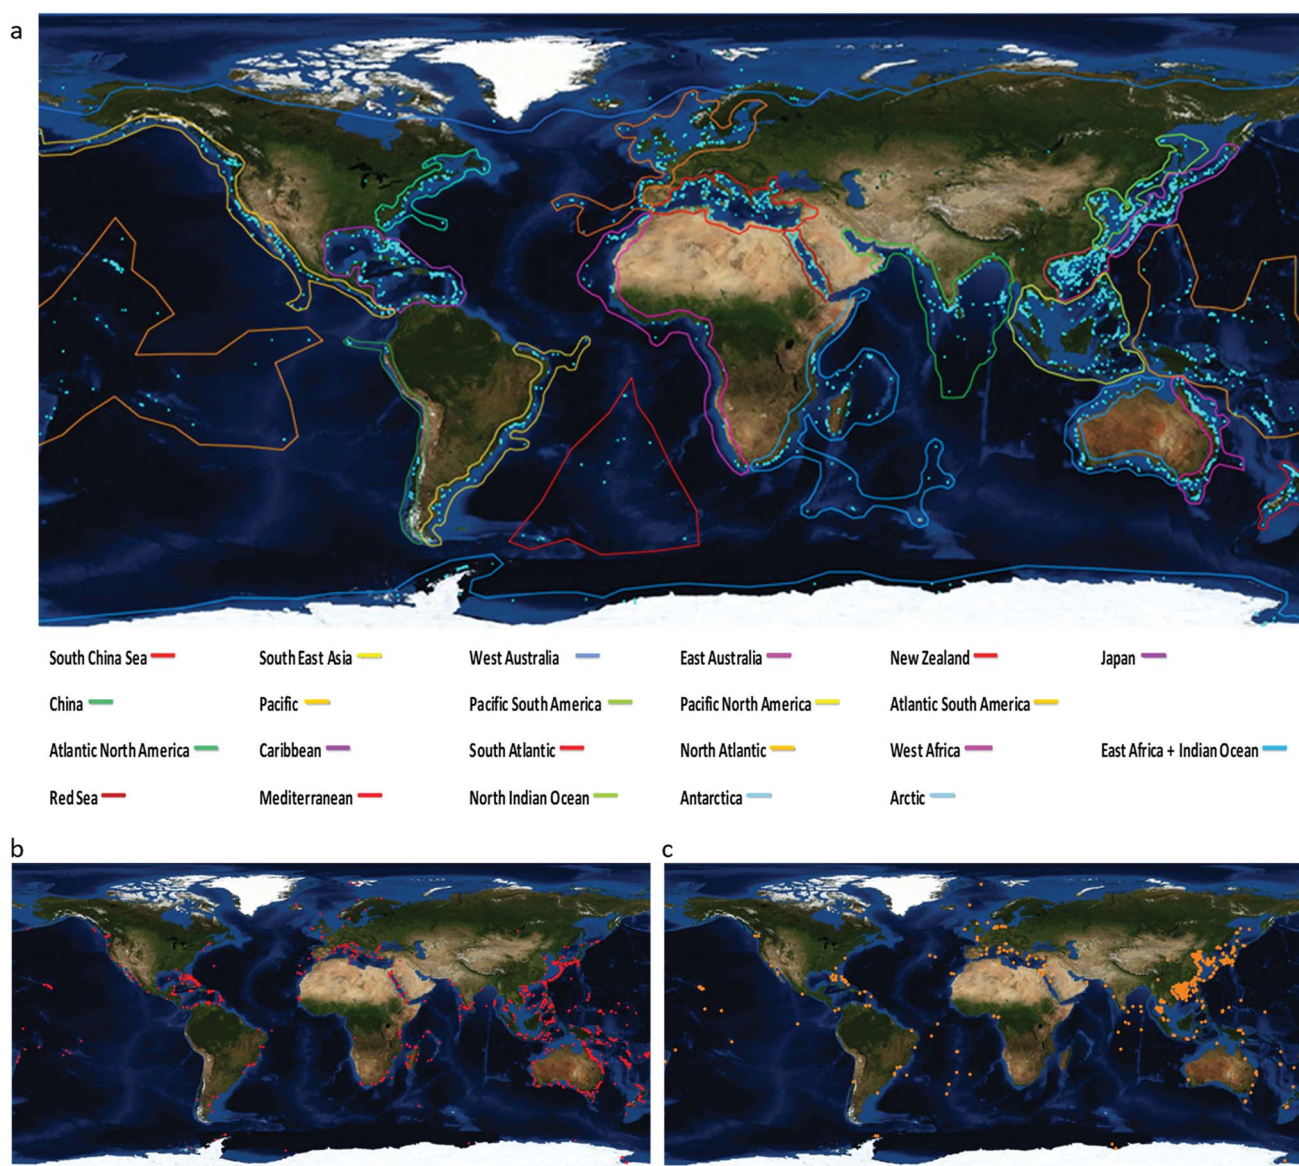 a
South China Sea South East Asia West Australia East Australia New Zealand Japan
China Pacific Pacific South America Pacific North America Atlantic South America
Atlantic North America Caribbean South Atlantic North Atlantic West Africa East Africa + Indian Ocean
Red Sea Mediterranean North Indian Ocean Antarctica Arctic
b c